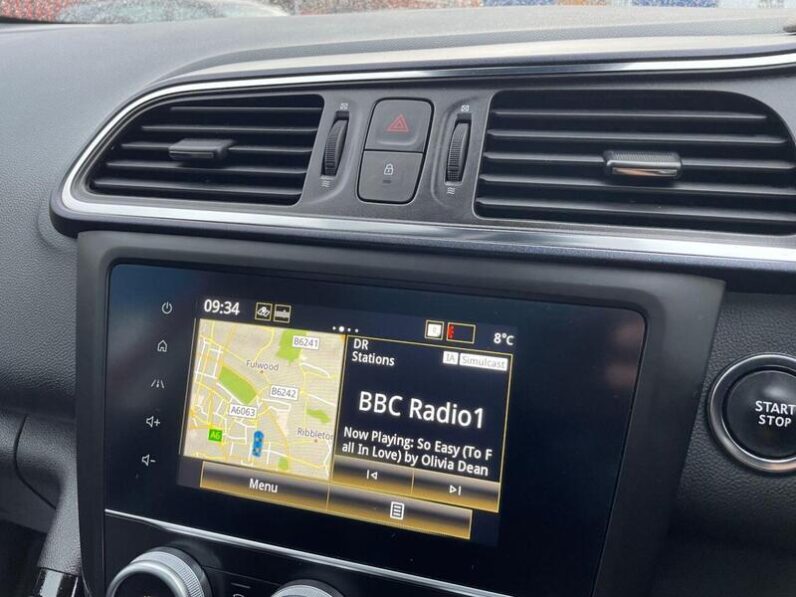 09:34
8°C
B6241
Fulwood
B6242
A6063
A6
Ribbleton
DR
Stations
IA
Simulcast
BBC Radio1
Now Playing: So Easy (To F
all In Love) by Olivia Dean
Menu
START
STOP